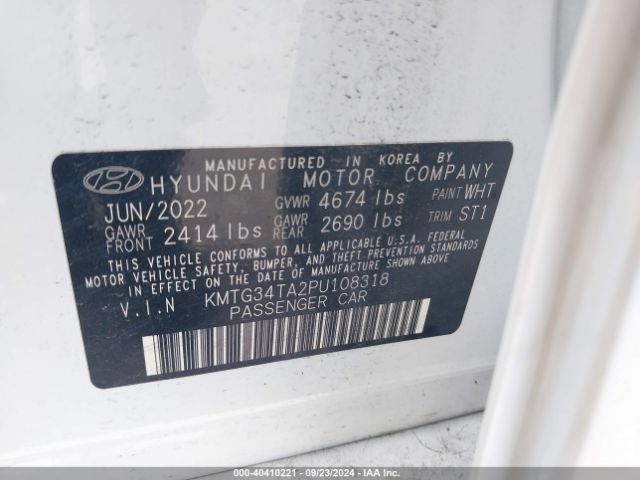 MANUFACTURED IN KOREA BY
HYUNDAI MOTOR COMPANY
JUN/2022 GVWR 4674 lbs PAINT WHT
GAWR FRONT 2414 lbs GAWR REAR 2690 lbs TRIM ST1
THIS VEHICLE CONFORMS TO ALL APPLICABLE U.S.A. FEDERAL
MOTOR VEHICLE SAFETY, BUMPER, AND THEFT PREVENTION STANDARDS
IN EFFECT ON THE DATE OF MANUFACTURE SHOWN ABOVE.
V.I.N KMTG34TA2PU108318
PASSENGER CAR
000-40410221 - 09/23/2024 - IAA Inc.